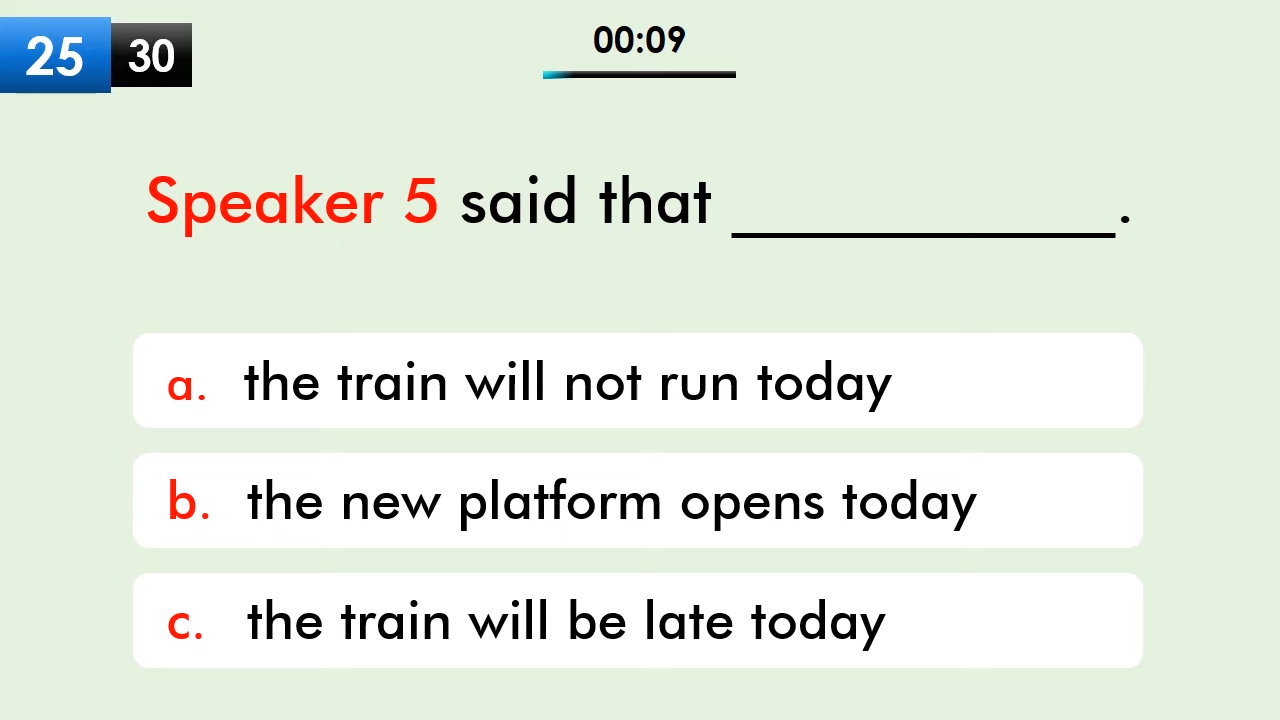 25 30
00:09
Speaker 5 said that ____________.
a. the train will not run today
b. the new platform opens today
c. the train will be late today